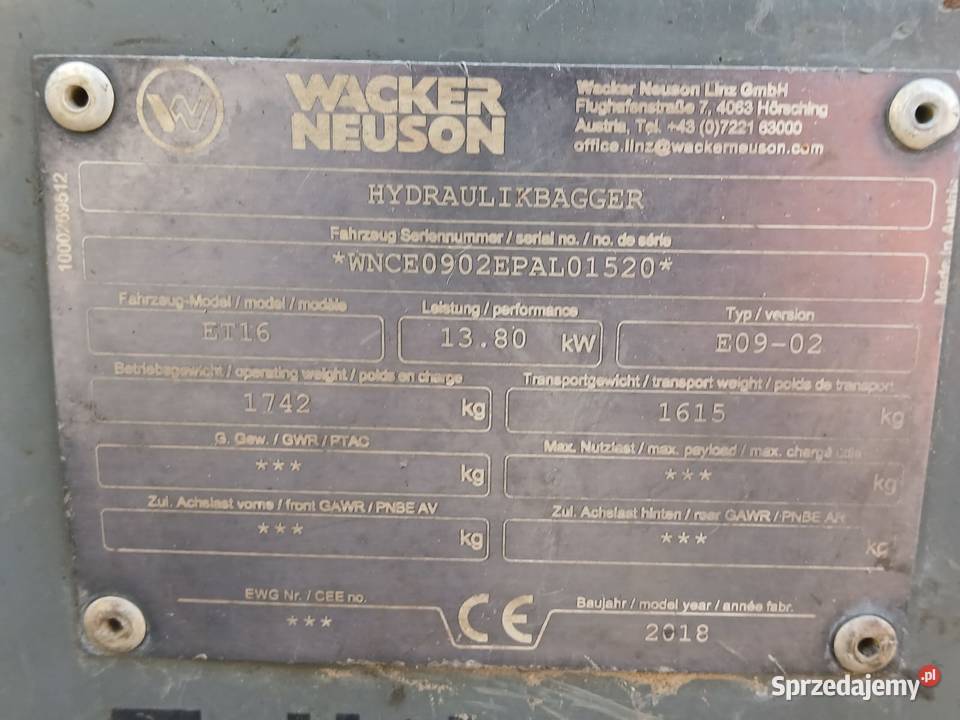 WACKER
NEUSON
Wacker Neuson Linz GmbH
Flughafenstraße 7, 4063 Hörsching
Austria, Tel. +43 (0)7221 63000
office.linz@wackerneuson.com
HYDRAULIKBAGGER
Fahrzeug Seriennummer / serial no. / no. de série
*WNCE0902EPAL01520*
Fahrzeug-Model / model / modèle
ET16
Leistung / performance
13.80 kW
Typ / version
E09-02
Betriebsgewicht / operating weight / poids en charge
1742 kg
Transportgewicht / transport weight / poids de transport
1615 kg
G. Gew. / GWR / PTAC
*** kg
Max. Nutzlast / max. payload / max. charge utile
*** kg
Zul. Achslast vorne / front GAWR / PNBE AV
*** kg
Zul. Achslast hinten / rear GAWR / PNBE AR
*** kg
EWG Nr. / CEE no.
***
CE
Baujahr / model year / année fabr.
2018
Made in Austria
Sprzedajemy.pl